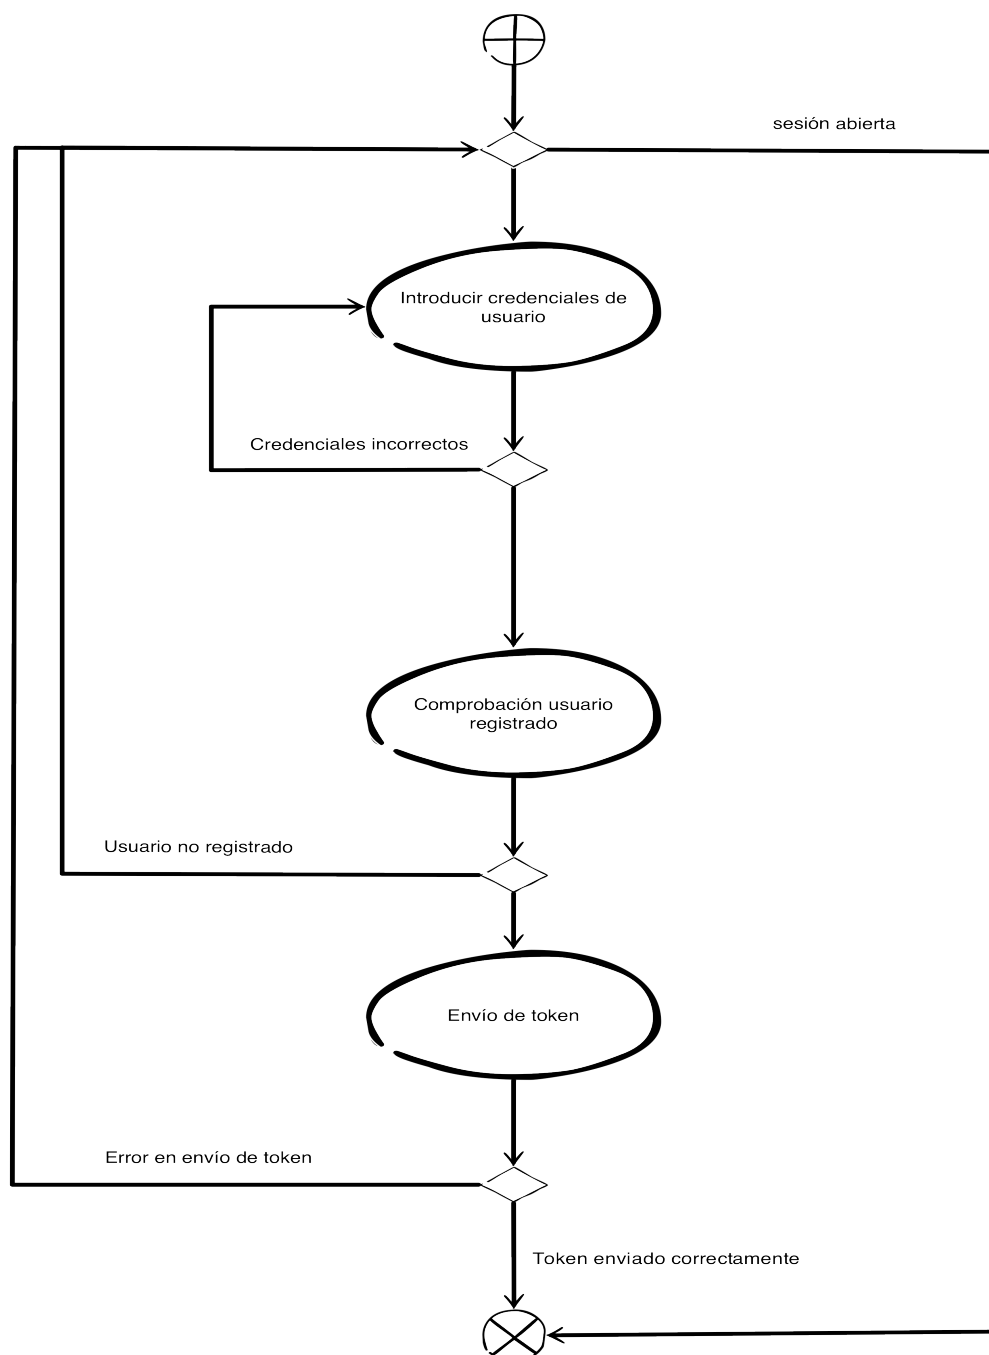 sesión abierta
Introducir credenciales de
usuario
Credenciales incorrectos
Comprobación usuario
registrado
Usuario no registrado
Envío de token
Error en envío de token
Token enviado correctamente